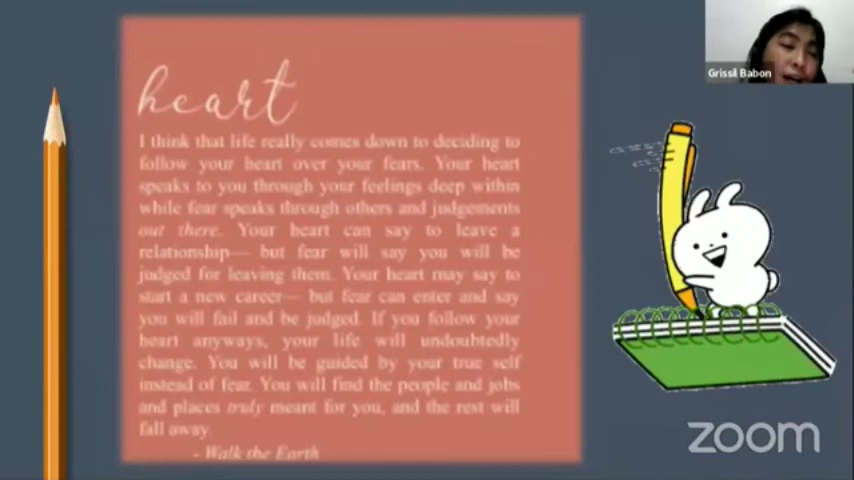 heart
I think that life really comes down to deciding to
follow your heart over your fears. Your heart
speaks to you through your feelings deep within
while fear speaks through others and judgements
out there. Your heart can say to leave a
relationship— but fear will say you will be
judged for leaving them. Your heart may say to
start a new career— but fear can enter and say
you will fail and be judged. If you follow your
heart anyways, your life will undoubtedly
change. You will be guided by your true self
instead of fear. You will find the people and jobs
and places truly meant for you, and the rest will
fall away.
- Walk the Earth
Grissil Babon
zoom